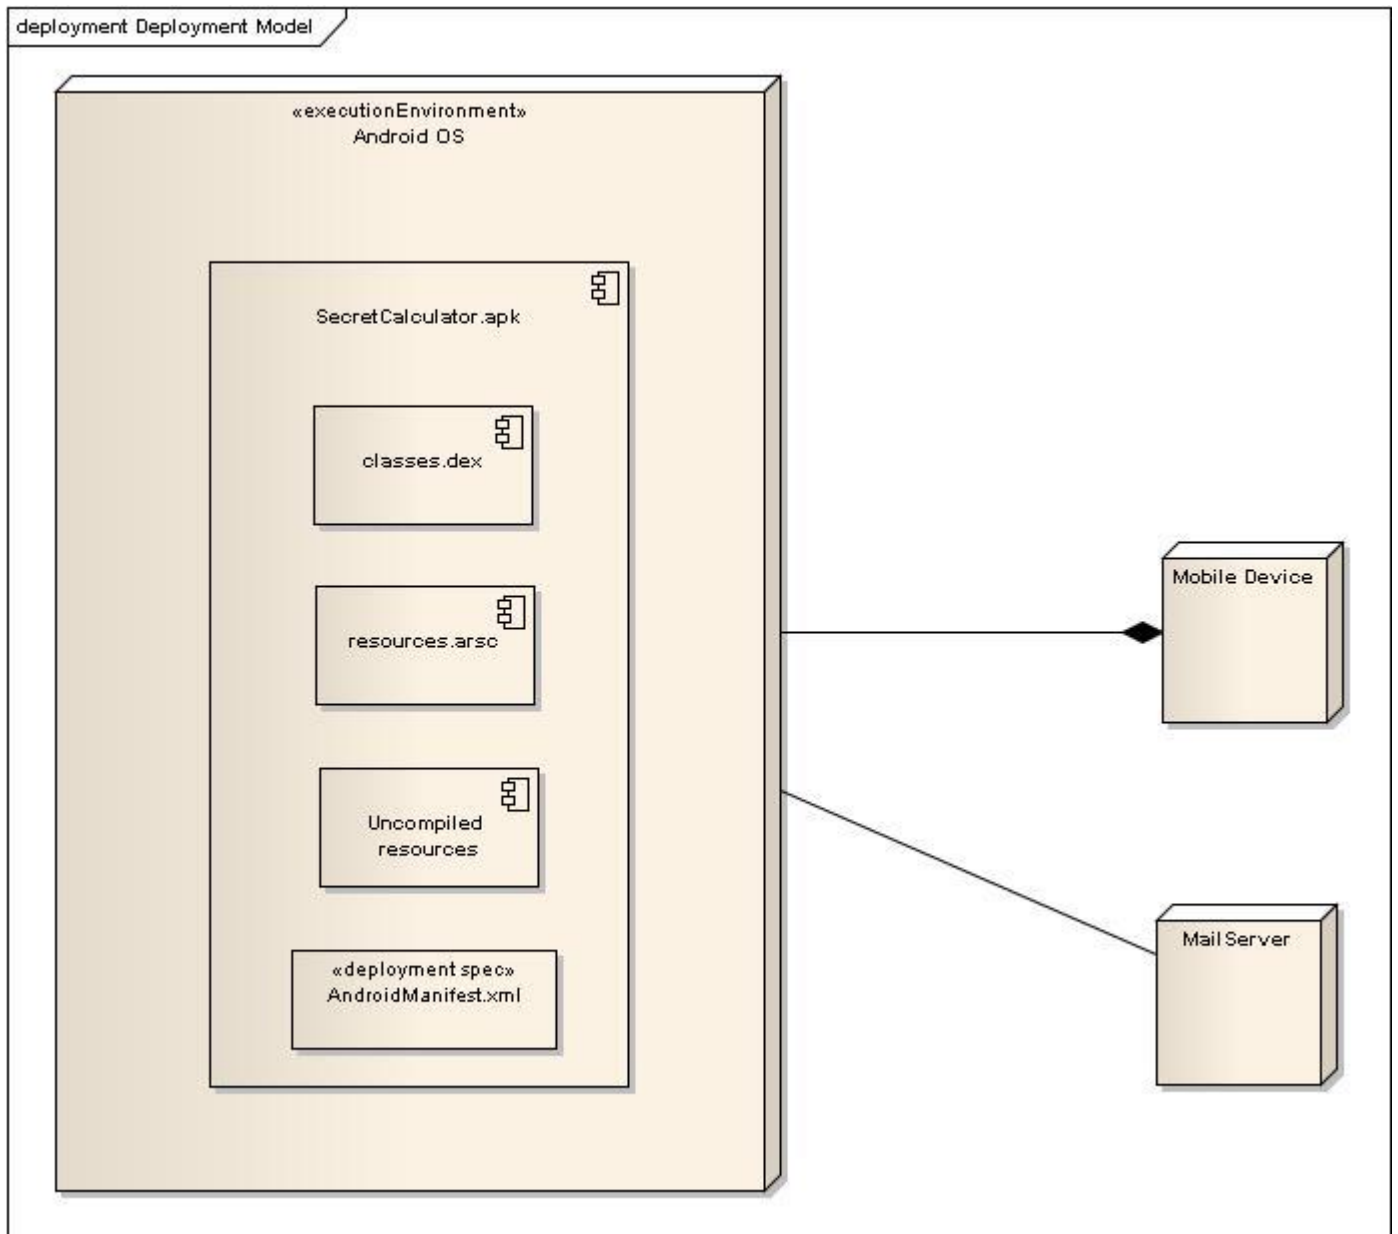 deployment Deployment Model
«executionEnvironment»
Android OS
SecretCalculator.apk
classes.dex
resources.arsc
Uncompiled
resources
«deployment spec»
AndroidManifest.xml
Mobile Device
Mail Server